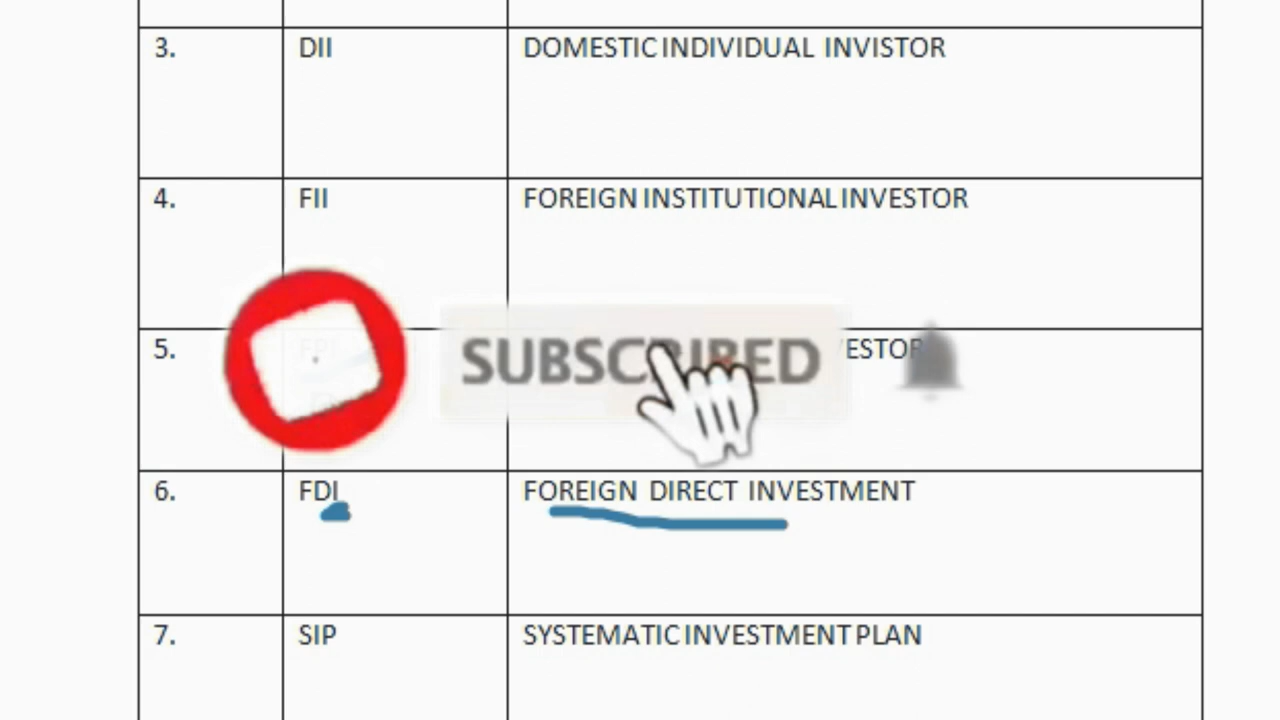 3. DII DOMESTIC INDIVIDUAL INVISTOR
4. FII FOREIGN INSTITUTIONAL INVESTOR
5.
SUBSCRIBED
6. FDI FOREIGN DIRECT INVESTMENT
7. SIP SYSTEMATIC INVESTMENT PLAN